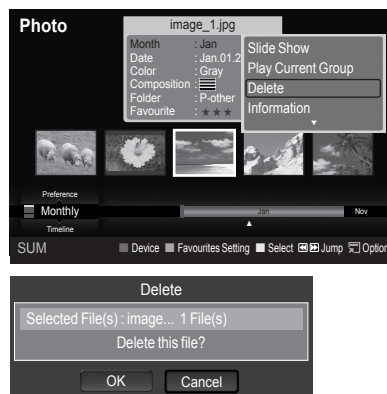 Photo
image_1.jpg
Month : Jan
Date : Jan.01.2
Color : Gray
Composition :
Folder : P-other
Favourite : ★ ★ ★
Slide Show
Play Current Group
Delete
Information
Preference
Monthly
Timeline
Jan
Nov
SUM
Device
Favourites Setting
Select
Jump
Option
Delete
Selected File(s) : image... 1 File(s)
Delete this file?
OK
Cancel